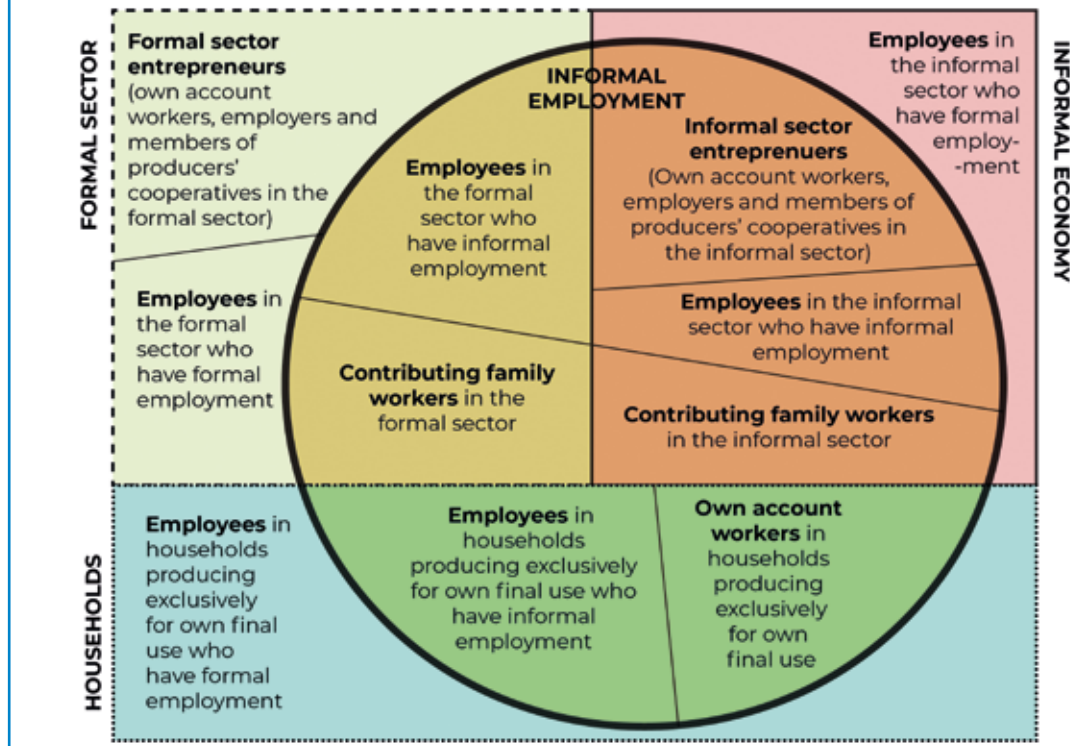 FORMAL SECTOR
Formal sector
entrepreneurs
(own account
workers, employers and
members of
producers’
cooperatives in the
formal sector)
Employees in
the formal
sector who
have formal
employment
INFORMAL
EMPLOYMENT
Employees in
the formal
sector who
have informal
employment
Contributing family
workers in the
formal sector
Informal sector
entreprenuers
(Own account workers,
employers and members of
producers’ cooperatives in
the informal sector)
Employees in the informal
sector who have informal
employment
Contributing family workers
in the informal sector
Employees in
the informal
sector who
have formal
employ-
-ment
INFORMAL ECONOMY
HOUSEHOLDS
Employees in
households
producing
exclusively
for own final
use who
have formal
employment
Employees in
households
producing exclusively
for own final use who
have informal
employment
Own account
workers in
households
producing
exclusively
for own
final use